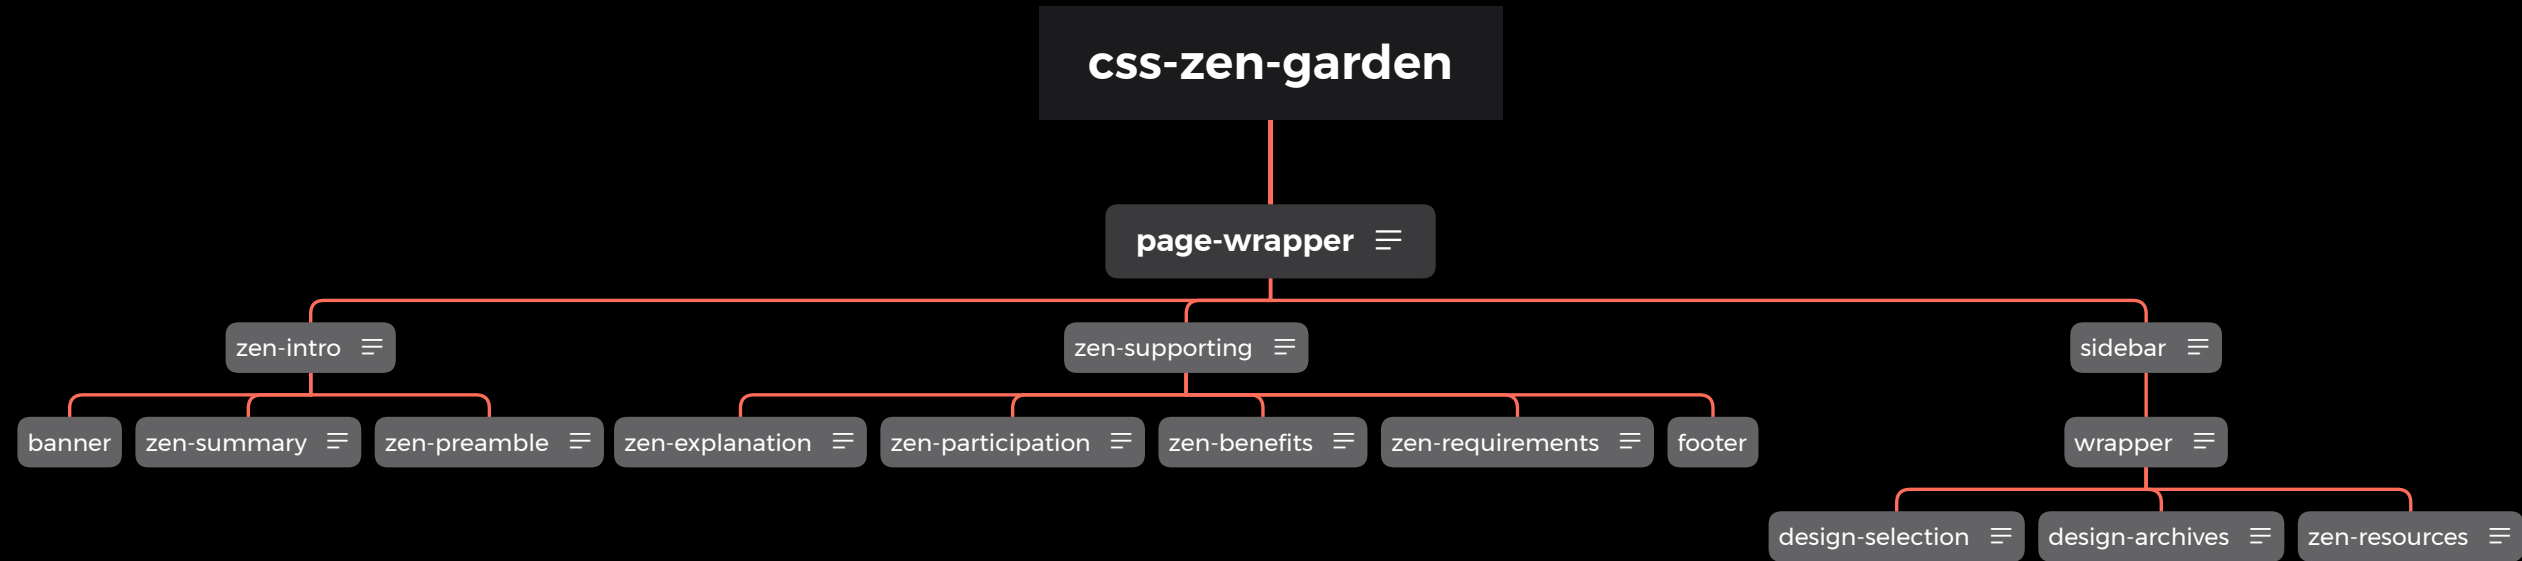 css-zen-garden
page-wrapper
zen-intro
zen-supporting
sidebar
banner
zen-summary
zen-preamble
zen-explanation
zen-participation
zen-benefits
zen-requirements
footer
wrapper
design-selection
design-archives
zen-resources